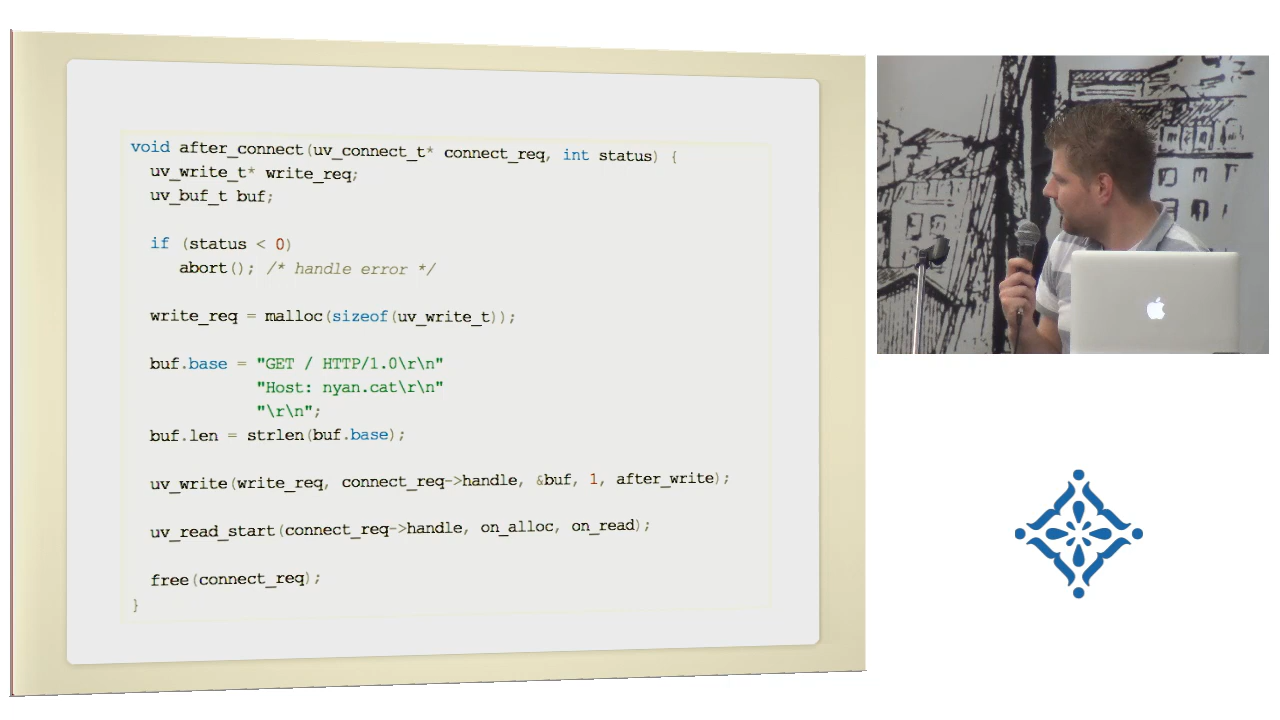 void after_connect(uv_connect_t* connect_req, int status) {
uv_write_t* write_req;
uv_buf_t buf;
if (status < 0)
abort(); /* handle error */
write_req = malloc(sizeof(uv_write_t));
buf.base = "GET / HTTP/1.0\r\n"
"Host: nyan.cat\r\n"
"\r\n";
buf.len = strlen(buf.base);
uv_write(write_req, connect_req->handle, &buf, 1, after_write);
uv_read_start(connect_req->handle, on_alloc, on_read);
free(connect_req);
}